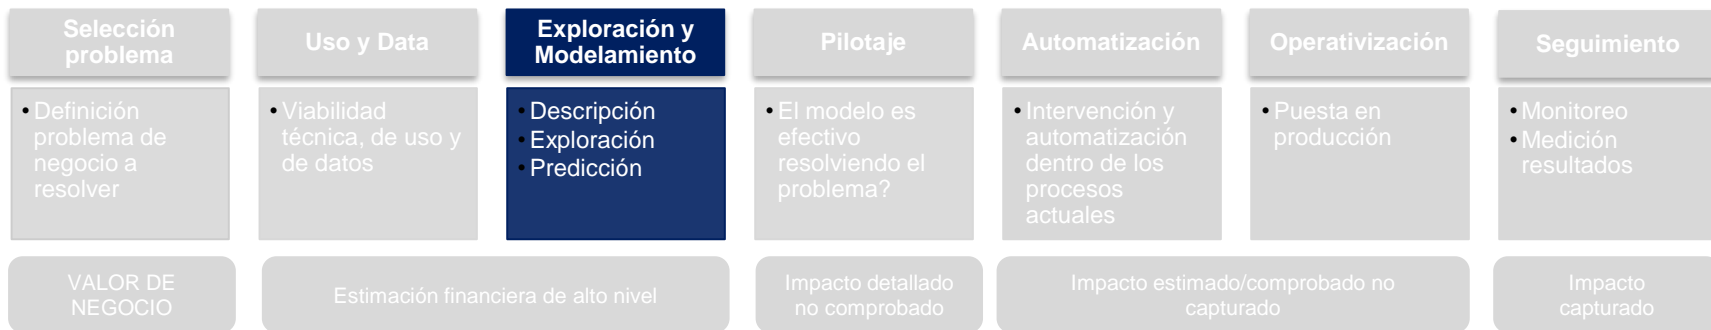 Selección
problema
• Definición
problema de
negocio a
resolver
Uso y Data
• Viabilidad
técnica, de uso y
de datos
Exploración y
Modelamiento
• Descripción
• Exploración
• Predicción
Pilotaje
• El modelo es
efectivo
resolviendo el
problema?
Automatización
• Intervención y
automatización
dentro de los
procesos
actuales
Operativización
• Puesta en
producción
Seguimiento
• Monitoreo
• Medición
resultados
VALOR DE
NEGOCIO
Estimación financiera de alto nivel
Impacto detallado
no comprobado
Impacto estimado/comprobado no
capturado
Impacto
capturado